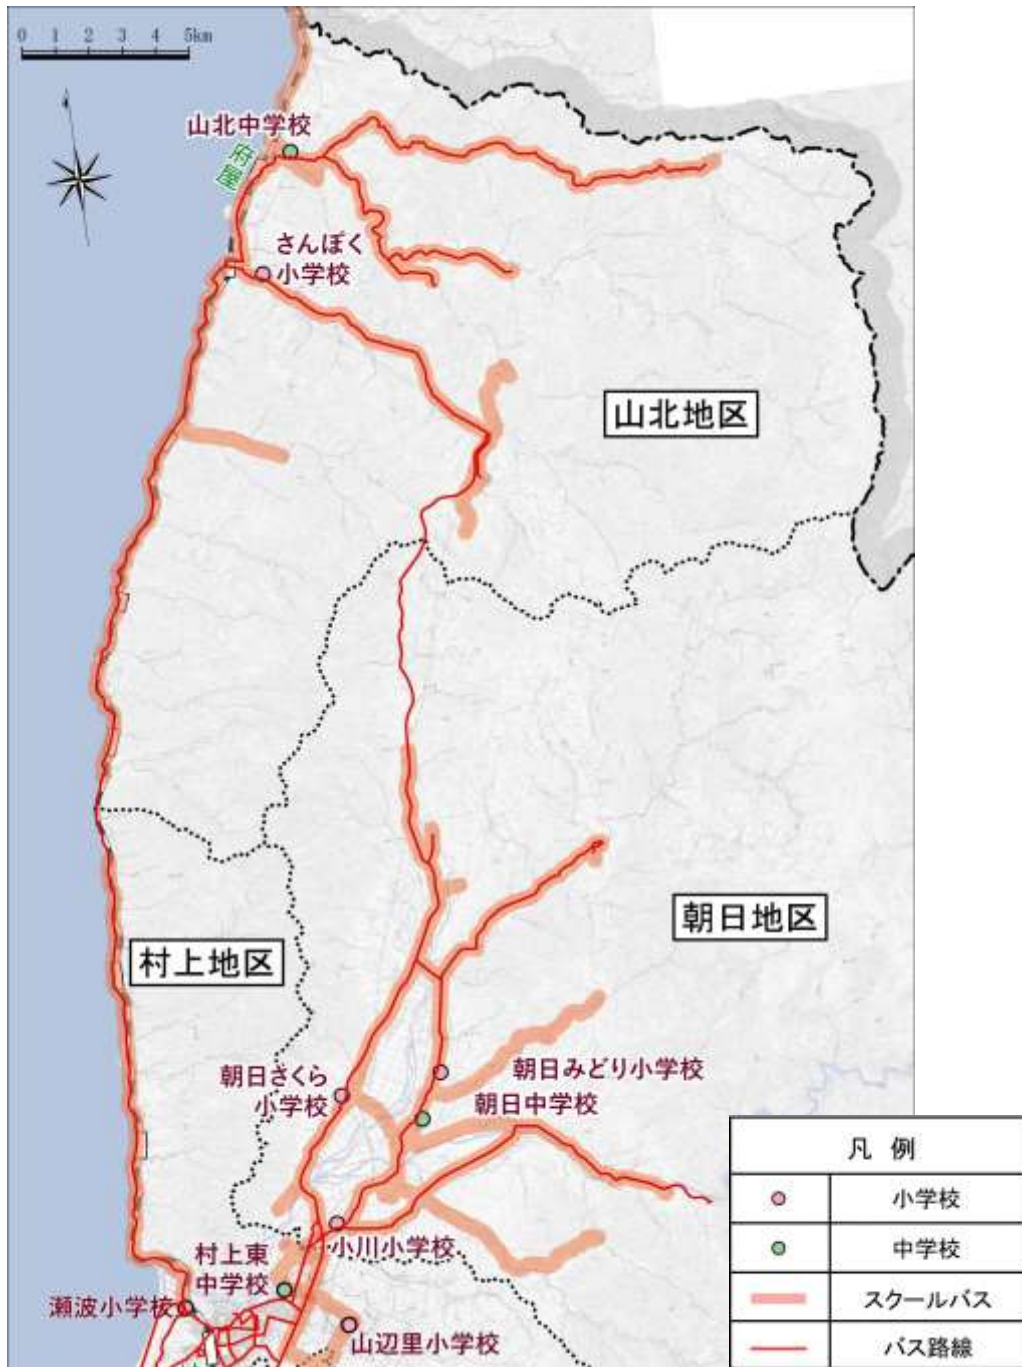 0 1 2 3 4 5km
山北中学校
府屋
さんぽく
小学校
山北地区
朝日地区
村上地区
朝日みどり小学校
朝日さくら
小学校
朝日中学校
凡 例
小学校
中学校
スクールバス
バス路線
小川小学校
村上東
中学校
瀬波小学校
山辺里小学校